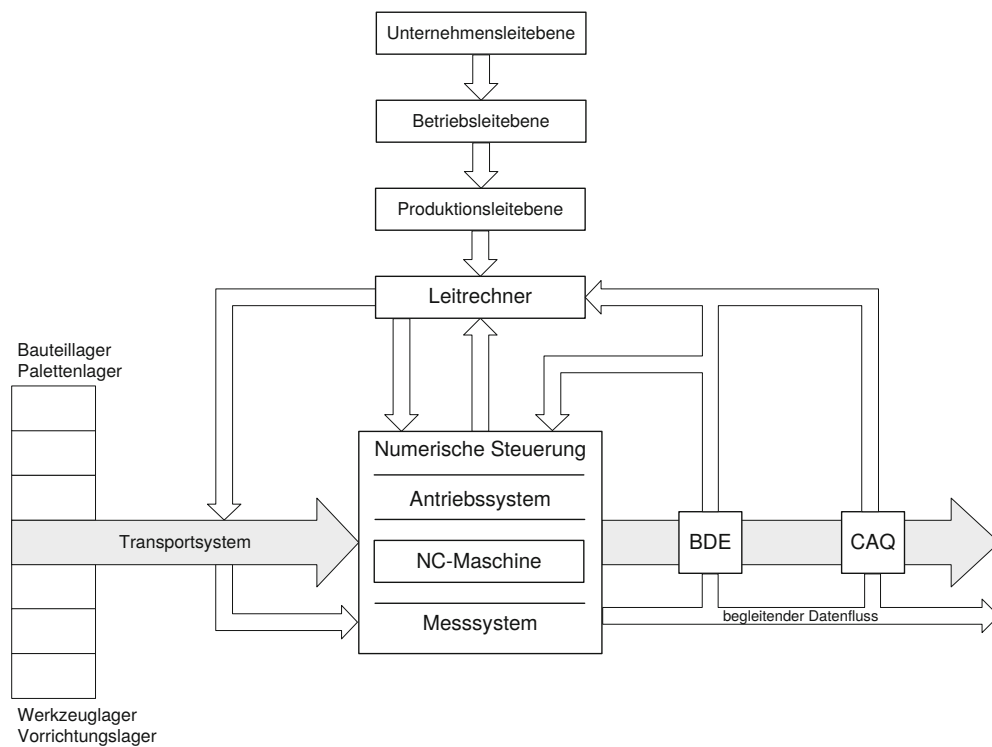 Unternehmensleitebene
Betriebsleitebene
Produktionsleitebene
Leitrechner
Bauteillager
Palettenlager
Numerische Steuerung
Antriebssystem
Transportsystem
NC-Maschine
BDE
CAQ
Messsystem
begleitender Datenfluss
Werkzeuglager
Vorrichtungslager